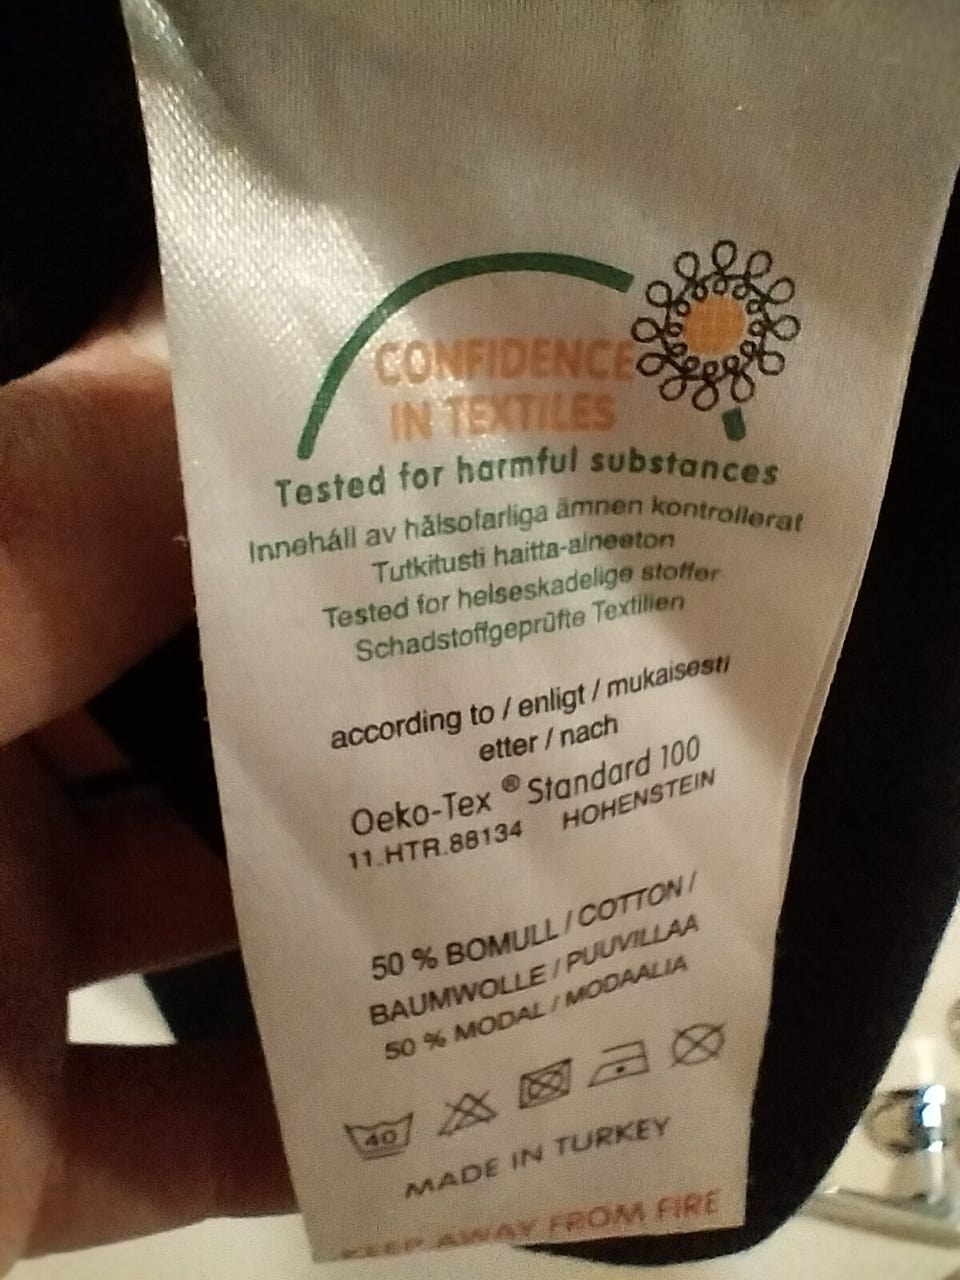 CONFIDENCE
IN TEXTILES
Tested for harmful substances
Innehåll av hälsofarliga ämnen kontrollerat
Tutkitusti haitta-aineeton
Tested for helseskadelige stoffer
Schadstoffgeprüfte Textilien
according to / enligt / mukaisesti
etter / nach
Oeko-Tex ® Standard 100
11.HTR.88134 HOHENSTEIN
50 % BOMULL / COTTON /
BAUMWOLLE / PUUVILLAA
50 % MODAL / MODAALIA
40
MADE IN TURKEY
KEEP AWAY FROM FIRE